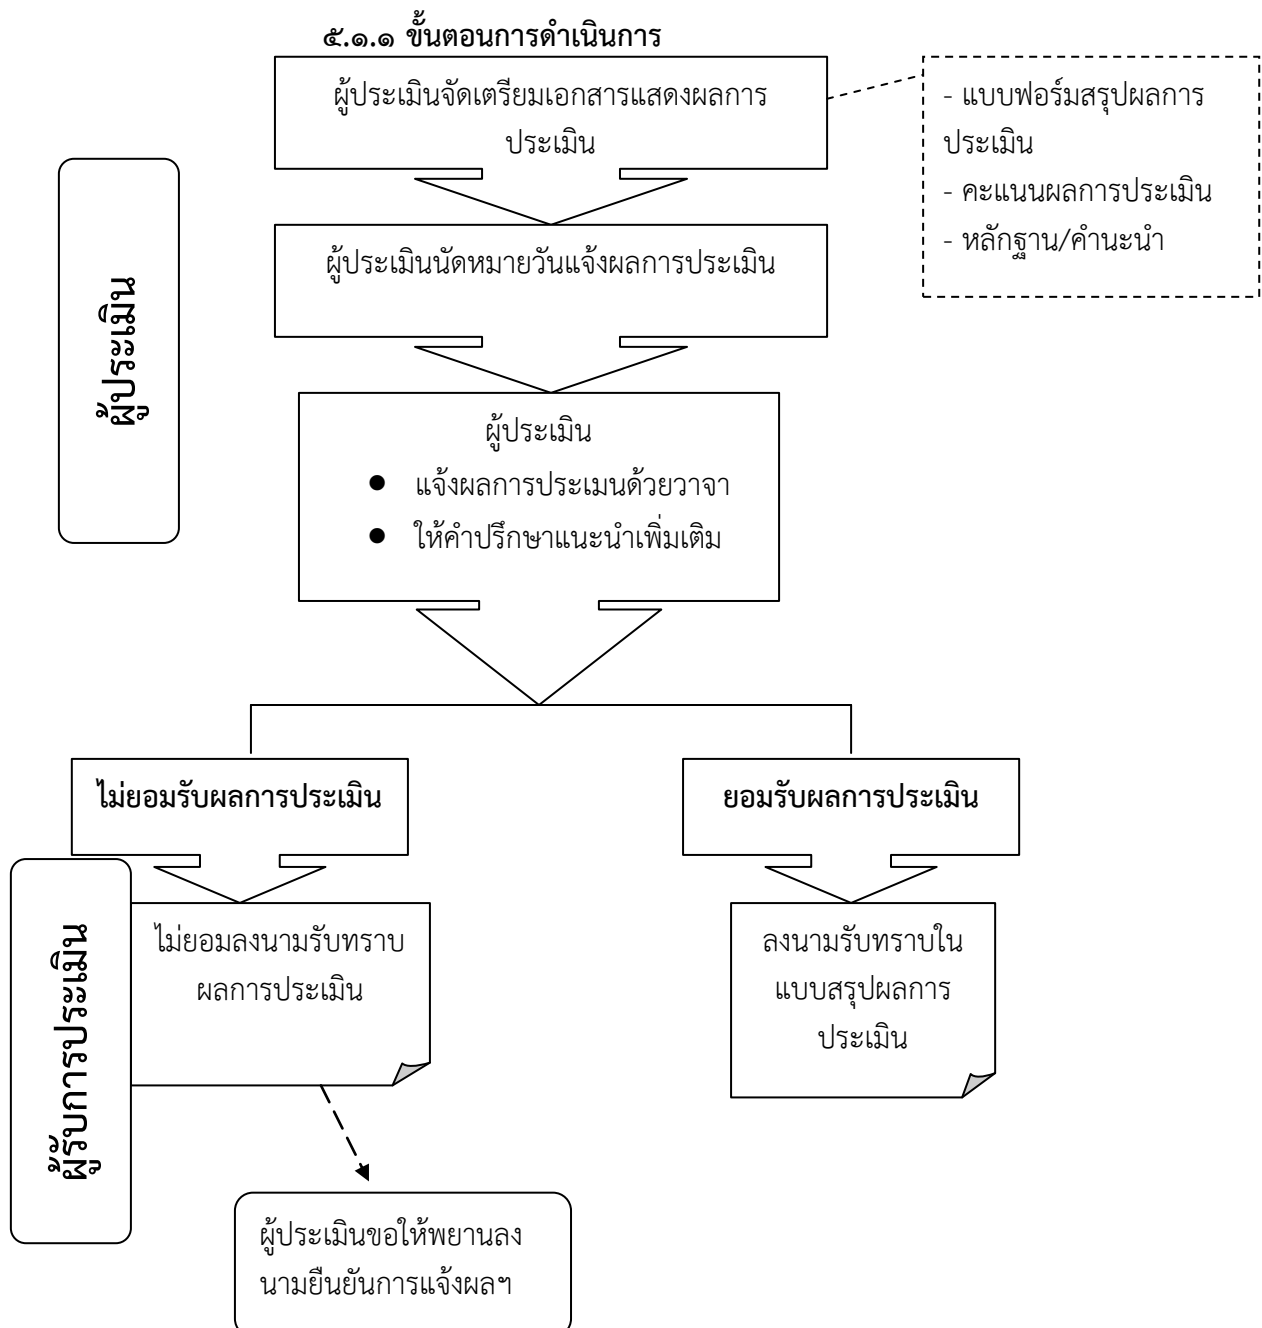 ๕.๑.๑ ขั้นตอนการดำเนินการ
ผู้ประเมินจัดเตรียมเอกสารแสดงผลการ
ประเมิน
- แบบฟอร์มสรุปผลการ
ประเมิน
- คะแนนผลการประเมิน
- หลักฐาน/คำนะนำ
ผู้ประเมินนัดหมายวันแจ้งผลการประเมิน
ผู้ประเมิน
ผู้ประเมิน
● แจ้งผลการประเมนด้วยวาจา
● ให้คำปรึกษาแนะนำเพิ่มเติม
ไม่ยอมรับผลการประเมิน
ยอมรับผลการประเมิน
ผู้รับการประเมิน
ไม่ยอมลงนามรับทราบ
ผลการประเมิน
ลงนามรับทราบใน
แบบสรุปผลการ
ประเมิน
ผู้ประเมินขอให้พยานลง
นามยืนยันการแจ้งผลฯ